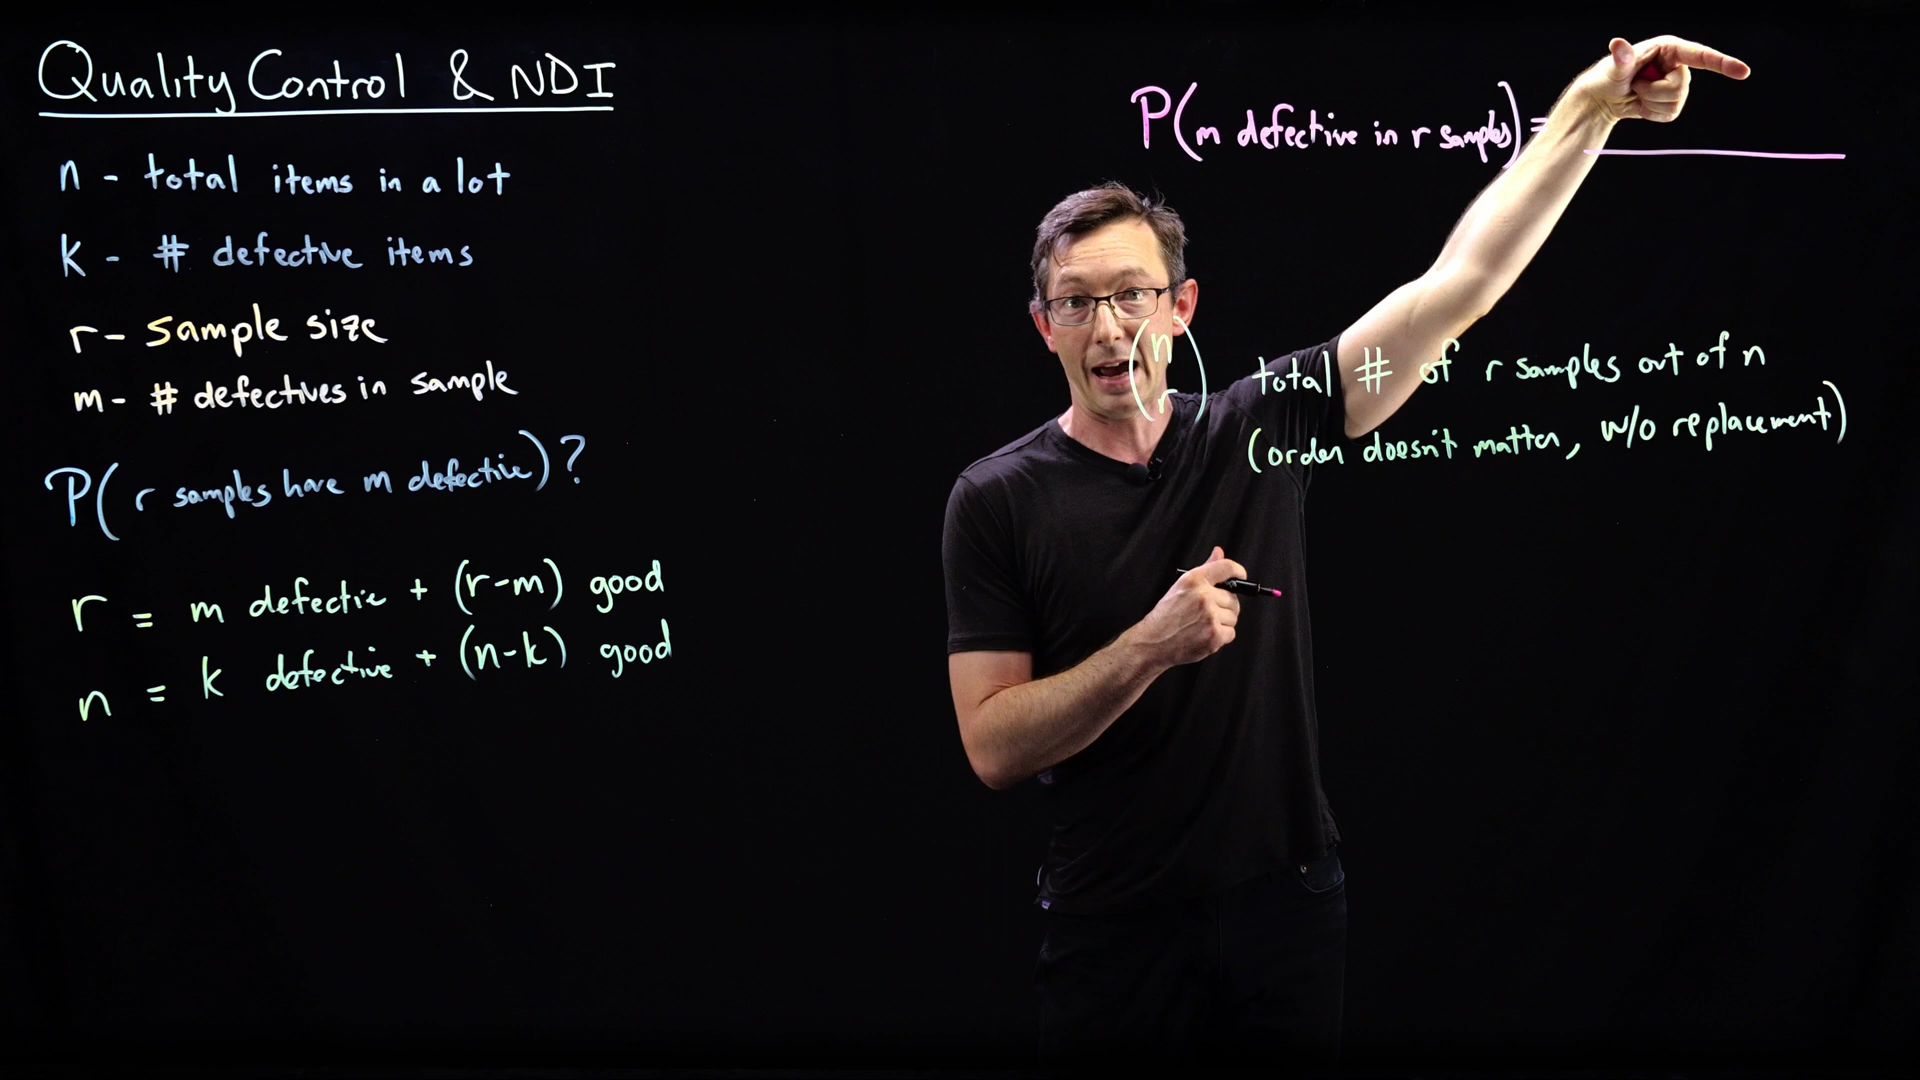 Quality Control & NDI
n - total items in a lot
k - # defective items
r - sample size
m - # defectives in sample
P( r samples have m defective)?
r = m defective + (r-m) good
n = k defective + (n-k) good
P(m defective in r samples) =
(n r) total # of r samples out of n
(order doesn't matter, w/o replacement)